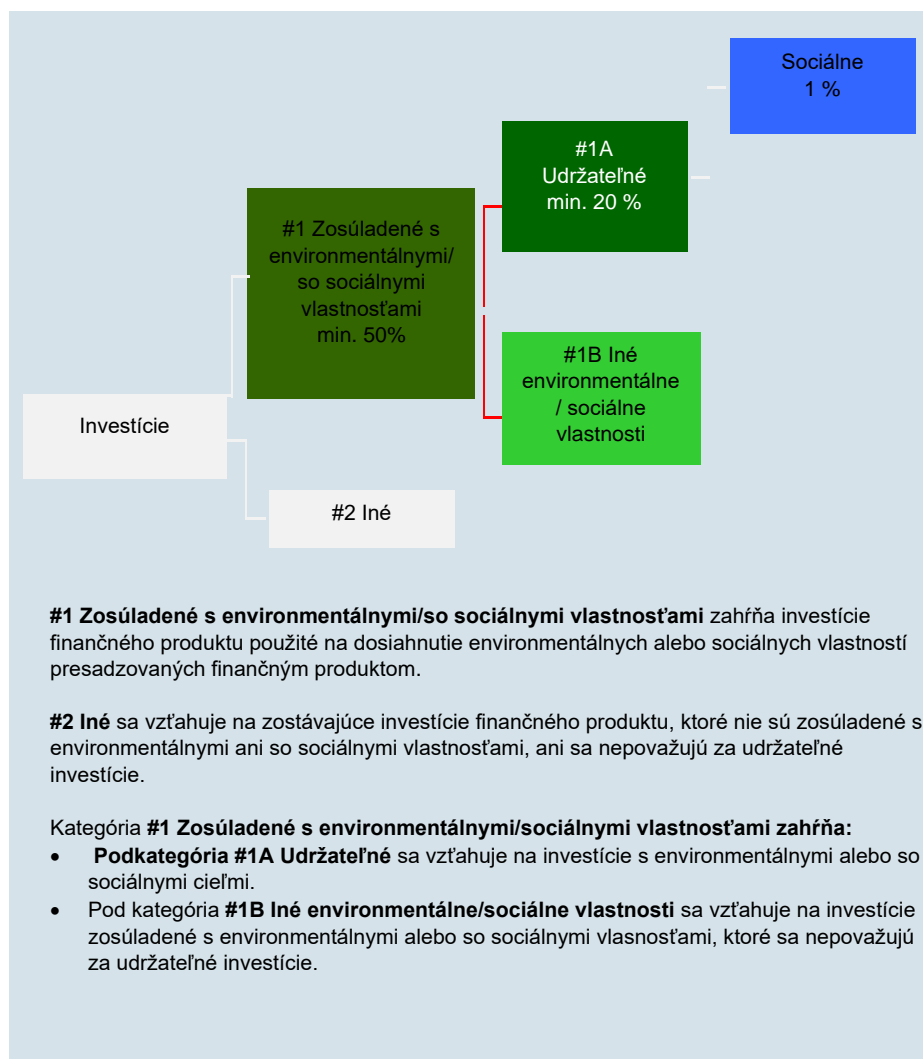 Sociálne
1 %
#1A
Udržateľné
min. 20 %
#1 Zosúladené s
environmentálnymi/
so sociálnymi
vlastnosťami
min. 50%
#1B Iné
environmentálne
/ sociálne
vlastnosti
Investície
#2 Iné
#1 Zosúladené s environmentálnymi/so sociálnymi vlastnosťami zahŕňa investície
finančného produktu použité na dosiahnutie environmentálnych alebo sociálnych vlastností
presadzovaných finančným produktom.
#2 Iné sa vzťahuje na zostávajúce investície finančného produktu, ktoré nie sú zosúladené s
environmentálnymi ani so sociálnymi vlastnosťami, ani sa nepovažujú za udržateľné
investície.
Kategória #1 Zosúladené s environmentálnymi/sociálnymi vlastnosťami zahŕňa:
• Podkategória #1A Udržateľné sa vzťahuje na investície s environmentálnymi alebo so
sociálnymi cieľmi.
• Pod kategória #1B Iné environmentálne/sociálne vlastnosti sa vzťahuje na investície
zosúladené s environmentálnymi alebo so sociálnymi vlasnosťami, ktoré sa nepovažujú
za udržateľné investície.